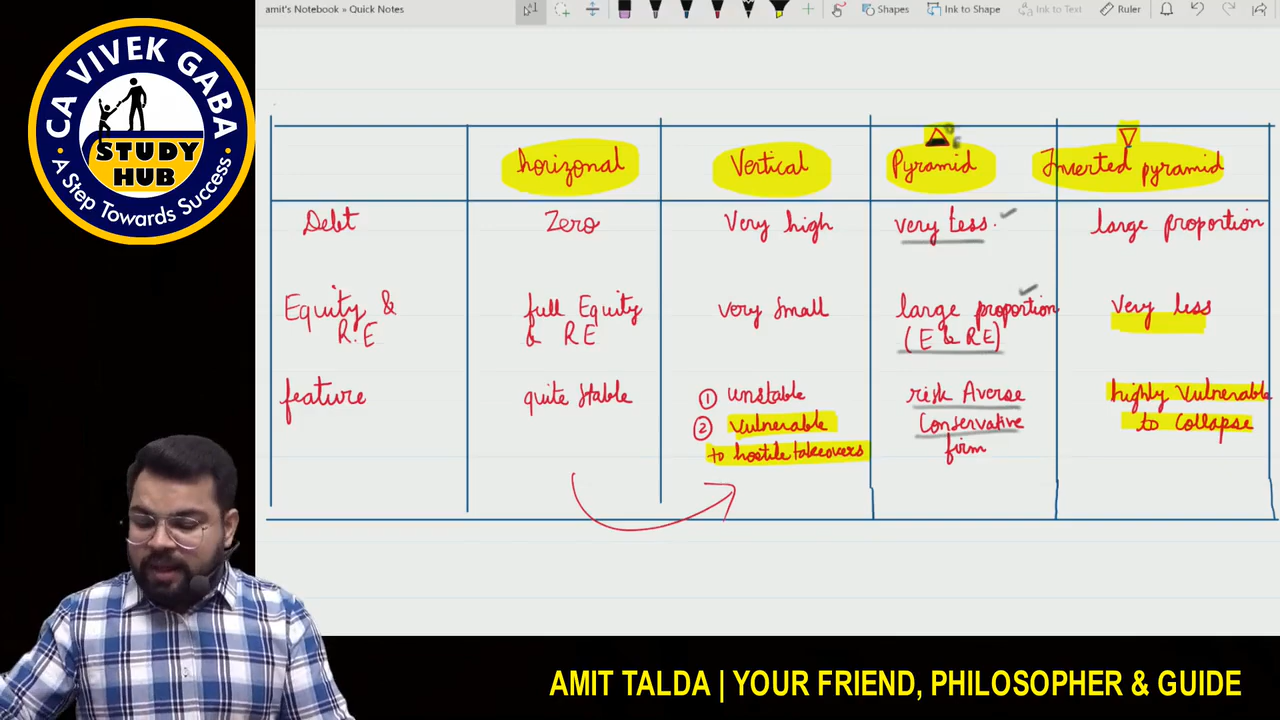 amit's Notebook » Quick Notes
Shapes
Ink to Shape
Ink to Text
Ruler
CA VIVEK GABA
STUDY
HUB
A Step Towards Success
horizonal Vertical Pyramid Inverted pyramid
Debt Zero Very high very less. large proportion
Equity &
R.E
full Equity
& RE
very small
large proportion
(E & RE)
Very less
feature
quite stable
① unstable
② vulnerable
to hostile takeovers
risk Averse
Conservative
firm
highly Vulnerable
to Collapse
AMIT TALDA | YOUR FRIEND, PHILOSOPHER & GUIDE